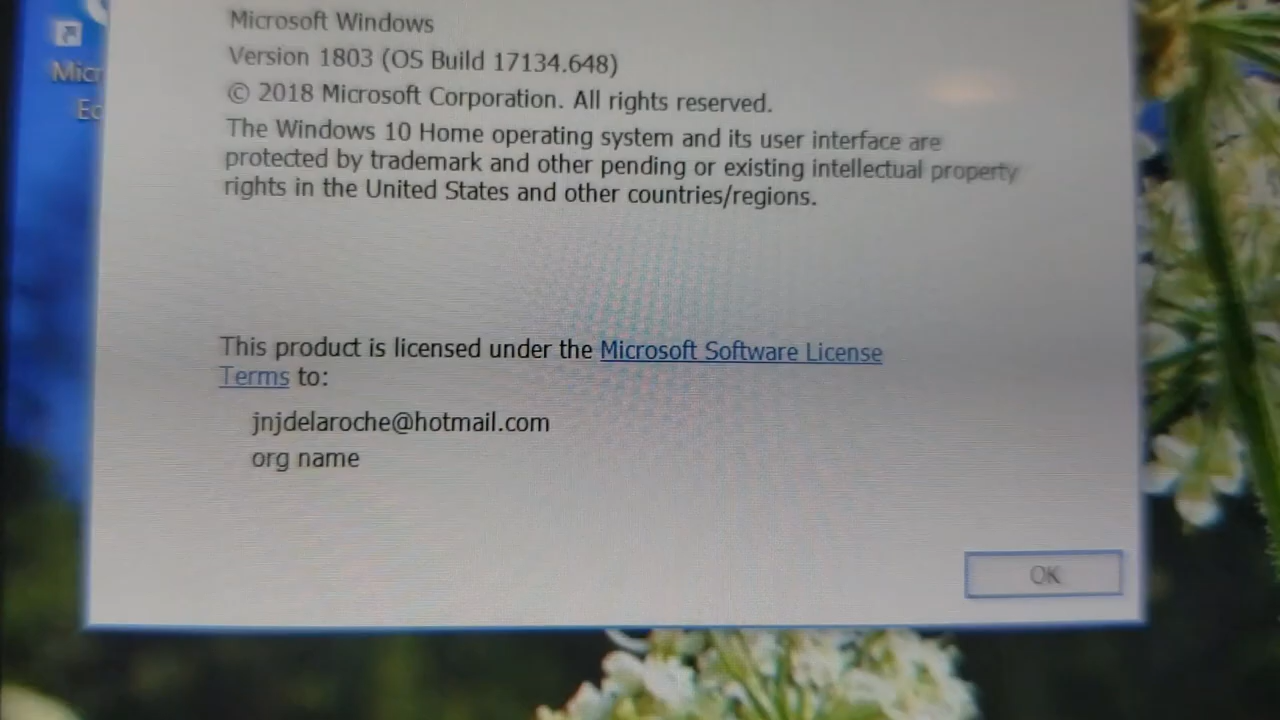 Micr
Ec
Microsoft Windows
Version 1803 (OS Build 17134.648)
© 2018 Microsoft Corporation. All rights reserved.
The Windows 10 Home operating system and its user interface are
protected by trademark and other pending or existing intellectual property
rights in the United States and other countries/regions.
This product is licensed under the Microsoft Software License
Terms to:
jnjdelaroche@hotmail.com
org name
OK